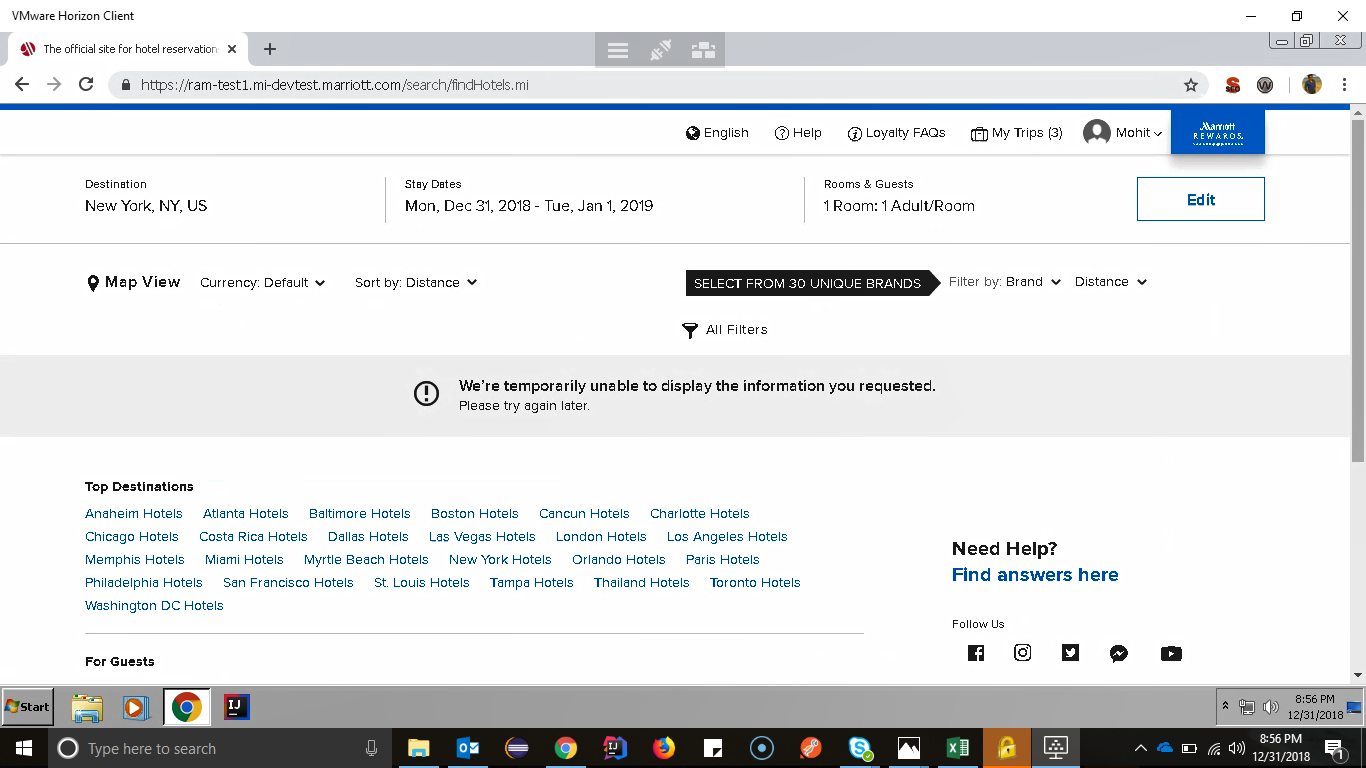 VMware Horizon Client
The official site for hotel reservation
https://ram-test1.mi-devtest.marriott.com/search/findHotels.mi
English Help Loyalty FAQs My Trips (3) Mohit Marriott REWARDS.
Destination Stay Dates Rooms & Guests
New York, NY, US Mon, Dec 31, 2018 - Tue, Jan 1, 2019 1 Room: 1 Adult/Room Edit
Map View Currency: Default Sort by: Distance SELECT FROM 30 UNIQUE BRANDS Filter by: Brand Distance
All Filters
We're temporarily unable to display the information you requested.
Please try again later.
Top Destinations
Anaheim Hotels Atlanta Hotels Baltimore Hotels Boston Hotels Cancun Hotels Charlotte Hotels
Chicago Hotels Costa Rica Hotels Dallas Hotels Las Vegas Hotels London Hotels Los Angeles Hotels
Memphis Hotels Miami Hotels Myrtle Beach Hotels New York Hotels Orlando Hotels Paris Hotels
Philadelphia Hotels San Francisco Hotels St. Louis Hotels Tampa Hotels Thailand Hotels Toronto Hotels
Washington DC Hotels
Need Help?
Find answers here
Follow Us
For Guests
Start
8:56 PM
12/31/2018
Type here to search
8:56 PM
12/31/2018